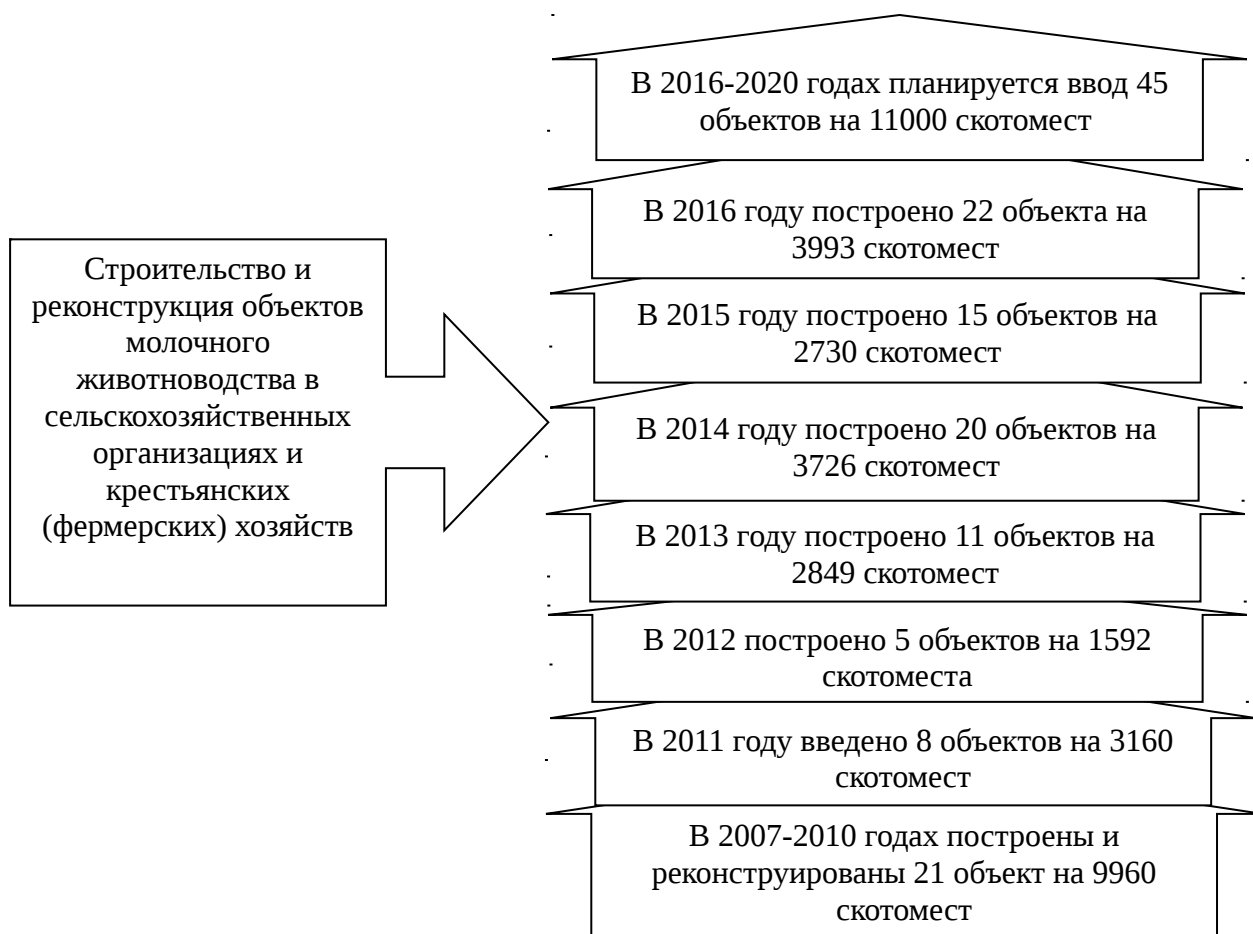 Строительство и
реконструкция объектов
молочного
животноводства в
сельскохозяйственных
организациях и
крестьянских
(фермерских) хозяйств
В 2016-2020 годах планируется ввод 45
объектов на 11000 скотомест
В 2016 году построено 22 объекта на
3993 скотомест
В 2015 году построено 15 объектов на
2730 скотомест
В 2014 году построено 20 объектов на
3726 скотомест
В 2013 году построено 11 объектов на
2849 скотомест
В 2012 построено 5 объектов на 1592
скотоместа
В 2011 году введено 8 объектов на 3160
скотомест
В 2007-2010 годах построены и
реконструированы 21 объект на 9960
скотомест